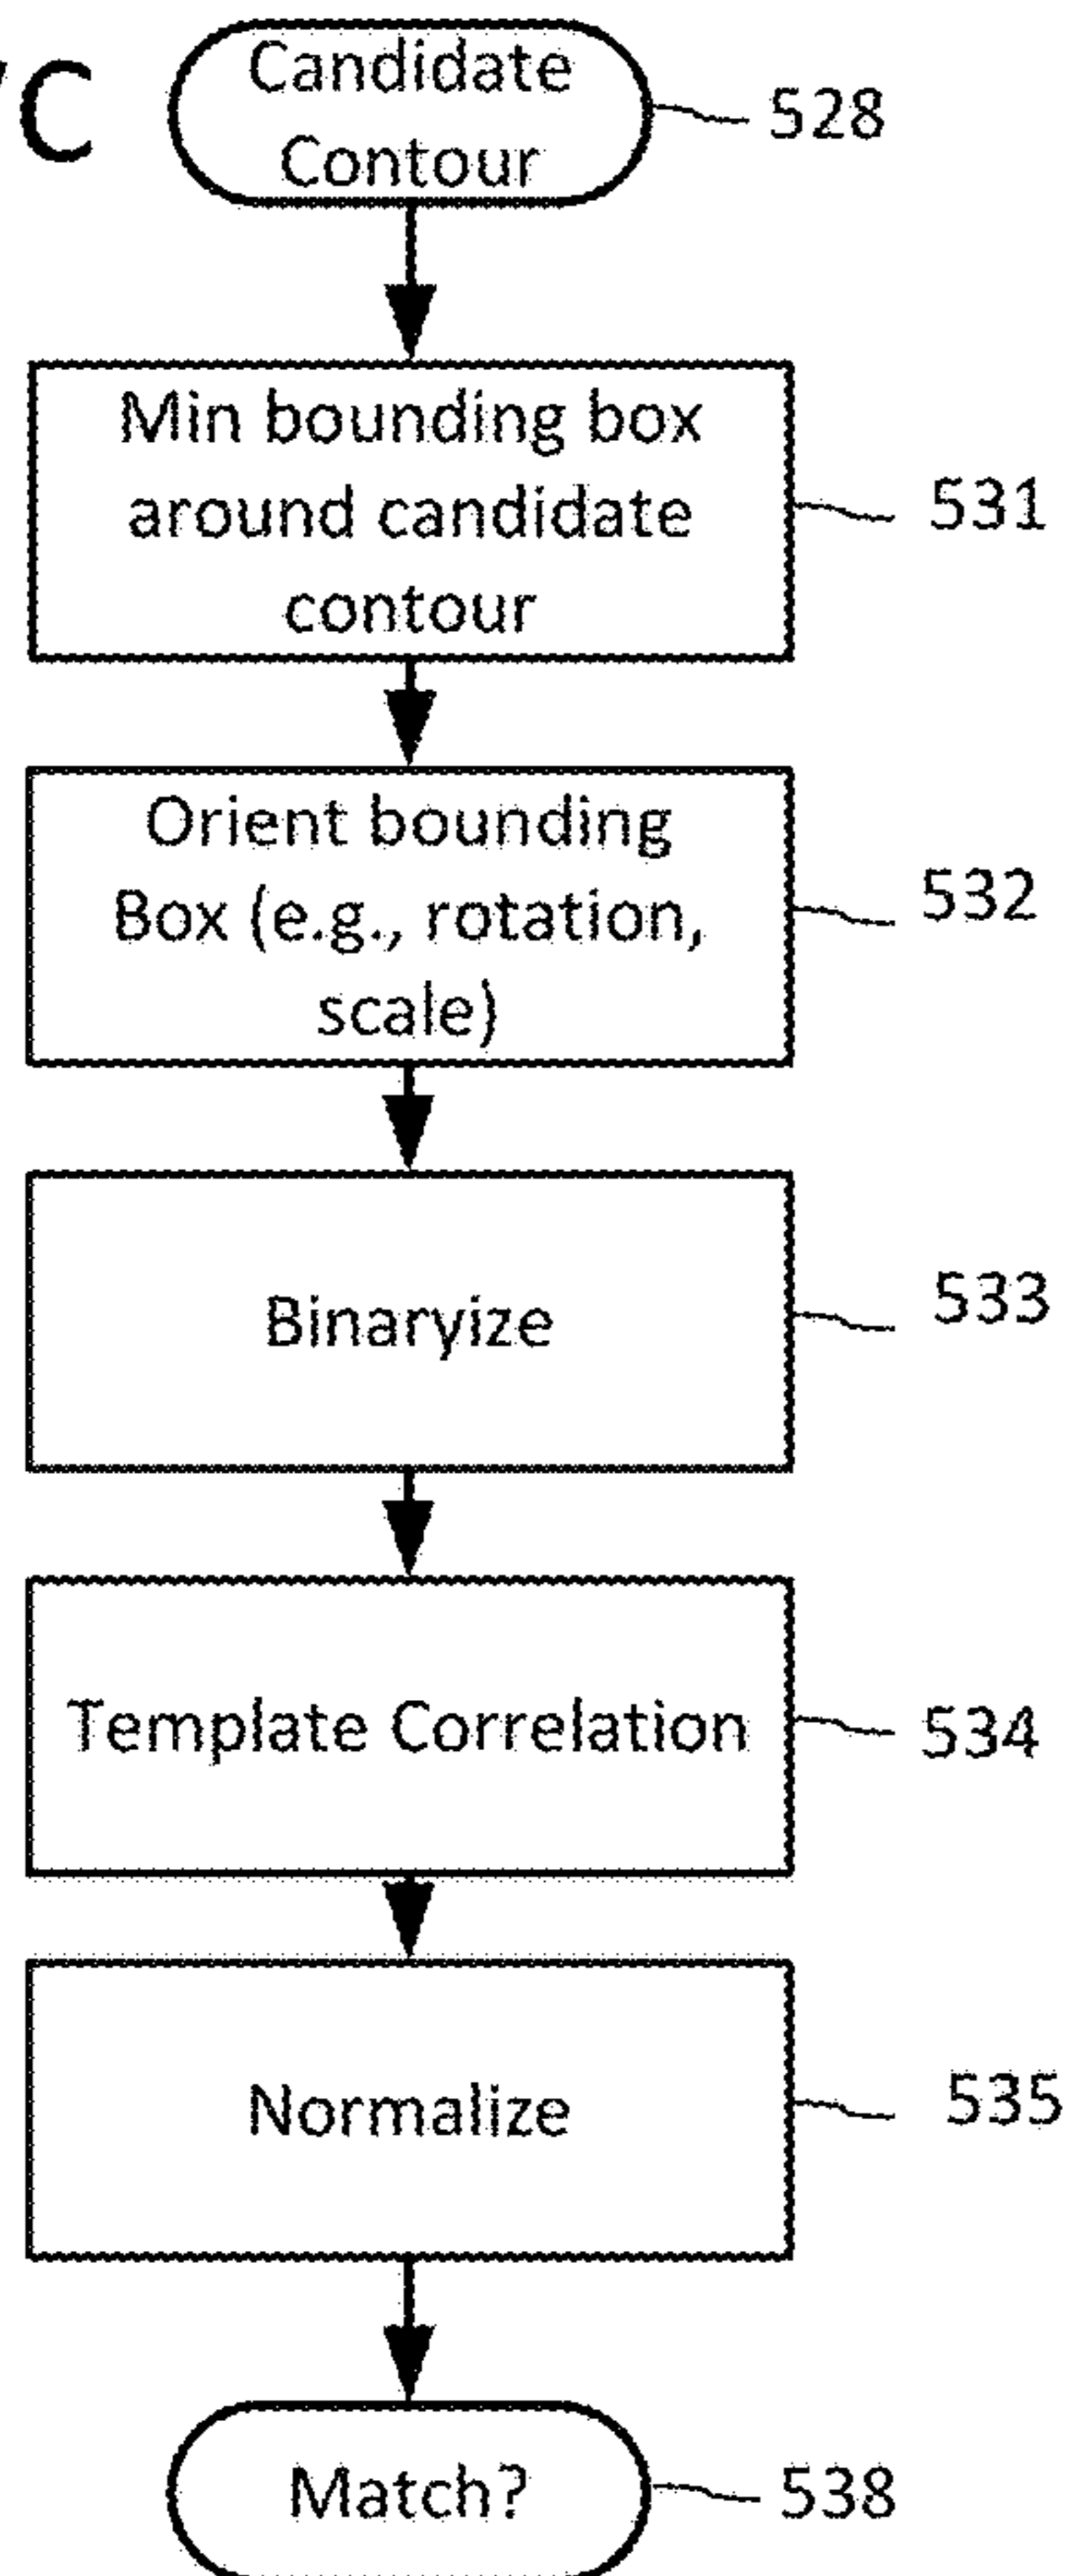 C
Candidate
Contour
528
Min bounding box
around candidate
contour
531
Orient bounding
Box (e.g., rotation,
scale)
532
Binaryize
533
Template Correlation
534
Normalize
535
Match?
538